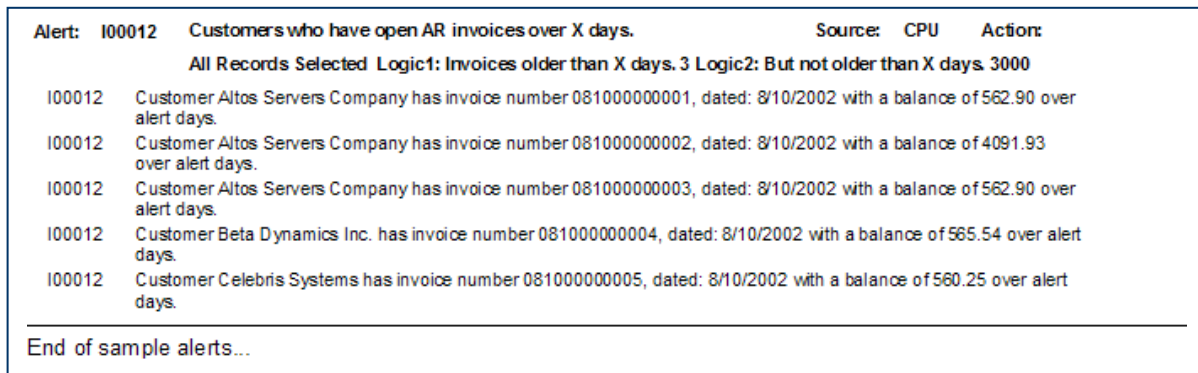 Alert: I00012 Customers who have open AR invoices over X days. Source: CPU Action:
All Records Selected Logic1: Invoices older than X days. 3 Logic2: But not older than X days. 3000
I00012 Customer Altos Servers Company has invoice number 081000000001, dated: 8/10/2002 with a balance of 562.90 over
alert days.
I00012 Customer Altos Servers Company has invoice number 081000000002, dated: 8/10/2002 with a balance of 4091.93
over alert days.
I00012 Customer Altos Servers Company has invoice number 081000000003, dated: 8/10/2002 with a balance of 562.90 over
alert days.
I00012 Customer Beta Dynamics Inc. has invoice number 081000000004, dated: 8/10/2002 with a balance of 565.54 over alert
days.
I00012 Customer Celebris Systems has invoice number 081000000005, dated: 8/10/2002 with a balance of 560.25 over alert
days.
End of sample alerts...